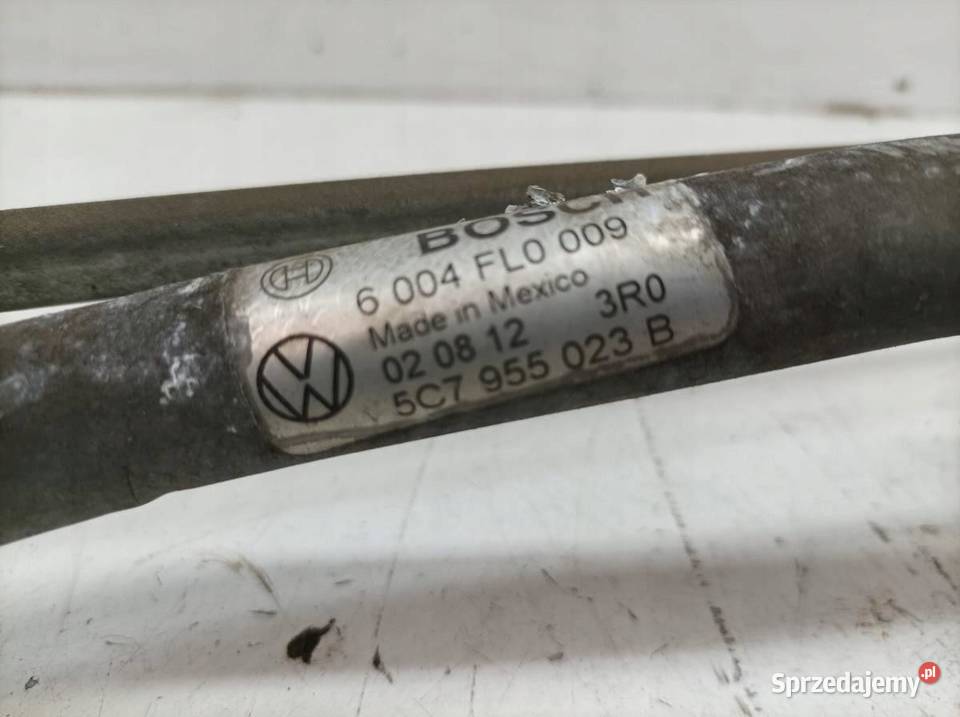 BOSCH
6 004 FL0 009
Made in Mexico
02 08 12 3R0
5C7 955 023 B
Sprzedajemy.pl